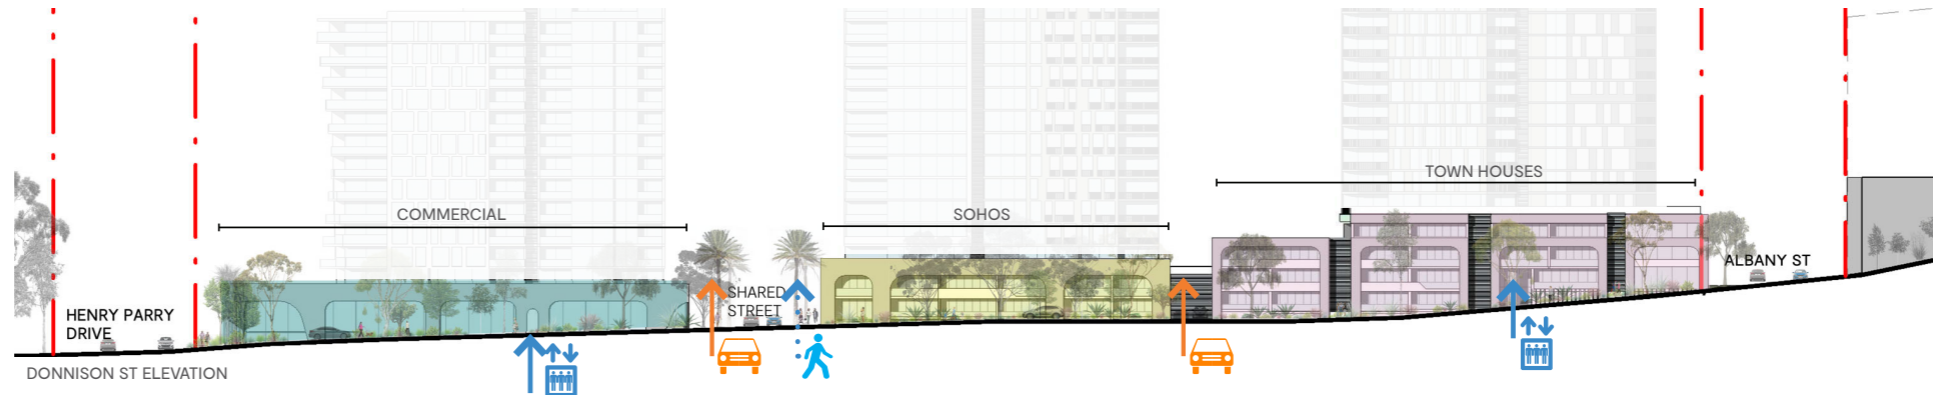 TOWN HOUSES
COMMERCIAL
SOHOS
ALBANY ST
SHARED
STREET
HENRY PARRY
DRIVE
DONNISON ST ELEVATION